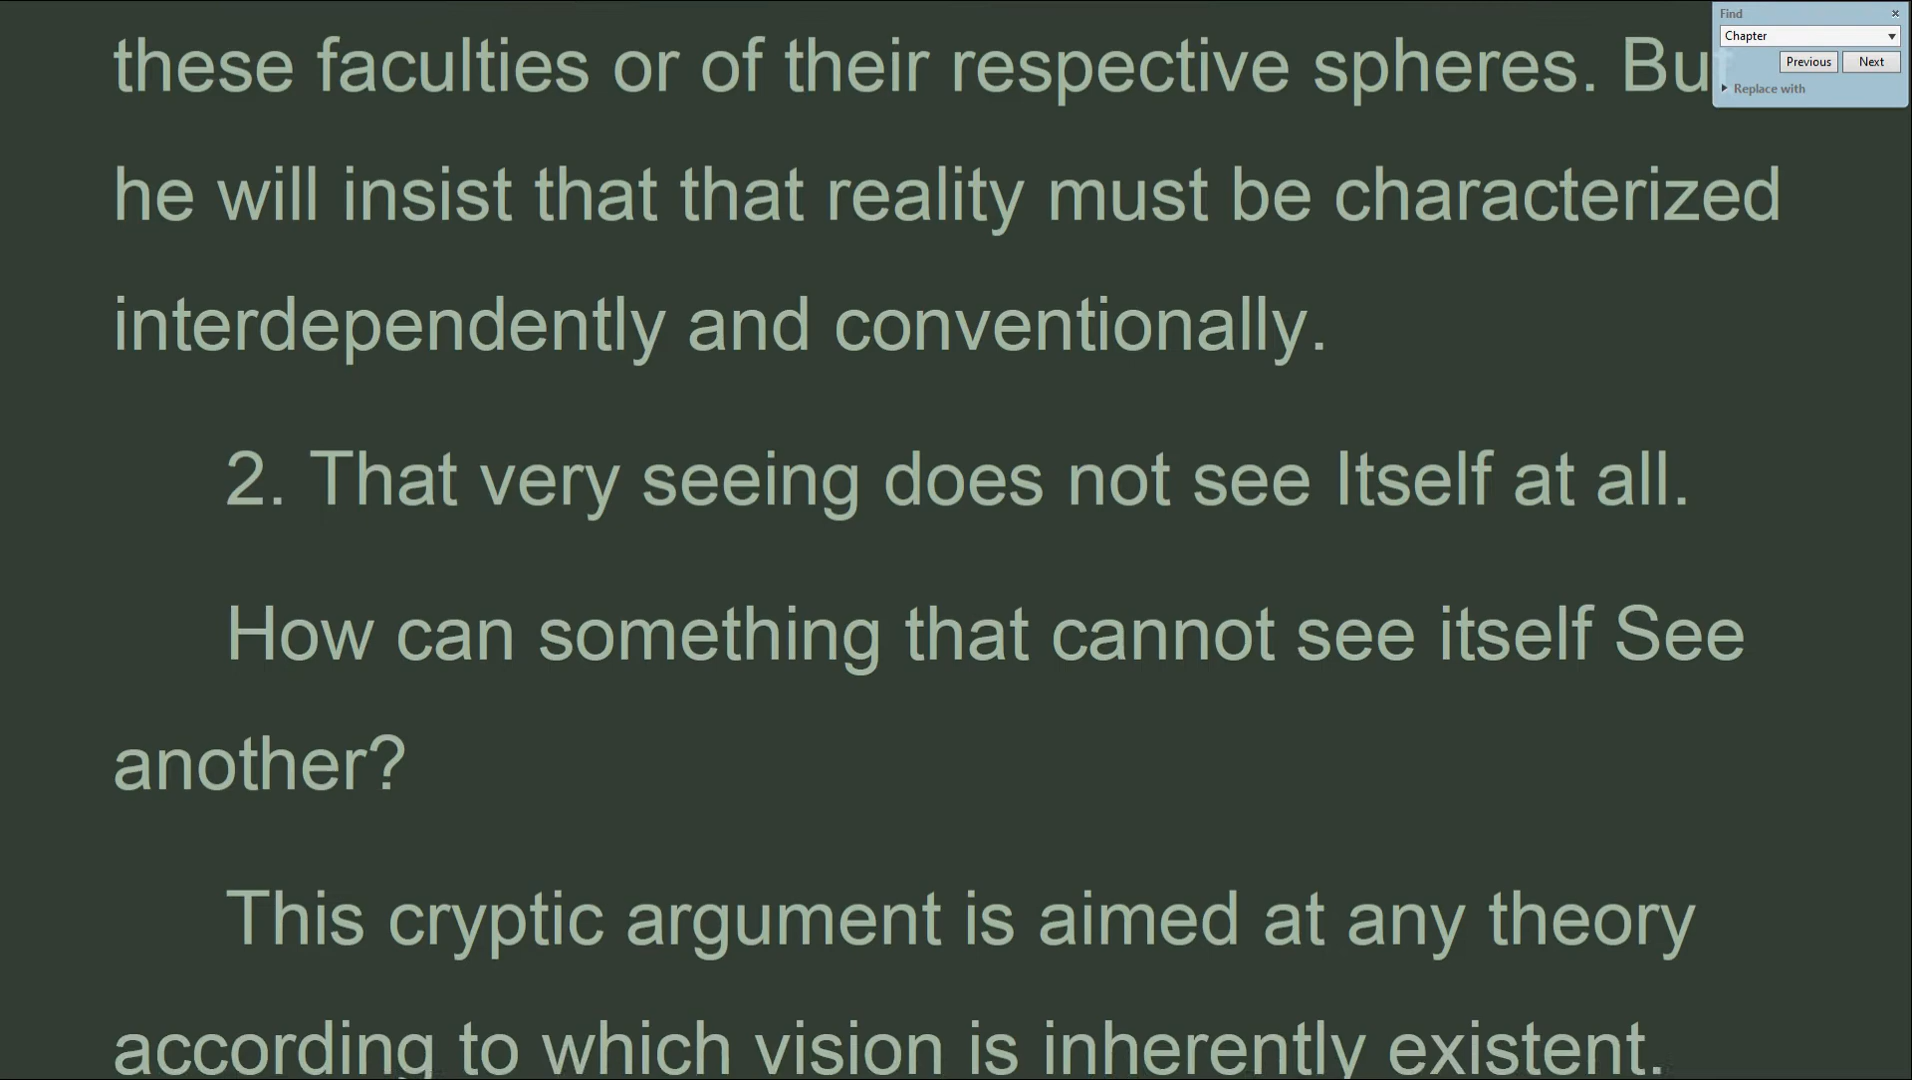 these faculties or of their respective spheres. But
he will insist that that reality must be characterized
interdependently and conventionally.
2. That very seeing does not see Itself at all.
How can something that cannot see itself See
another?
This cryptic argument is aimed at any theory
according to which vision is inherently existent.
Find
Chapter
Previous Next
Replace with